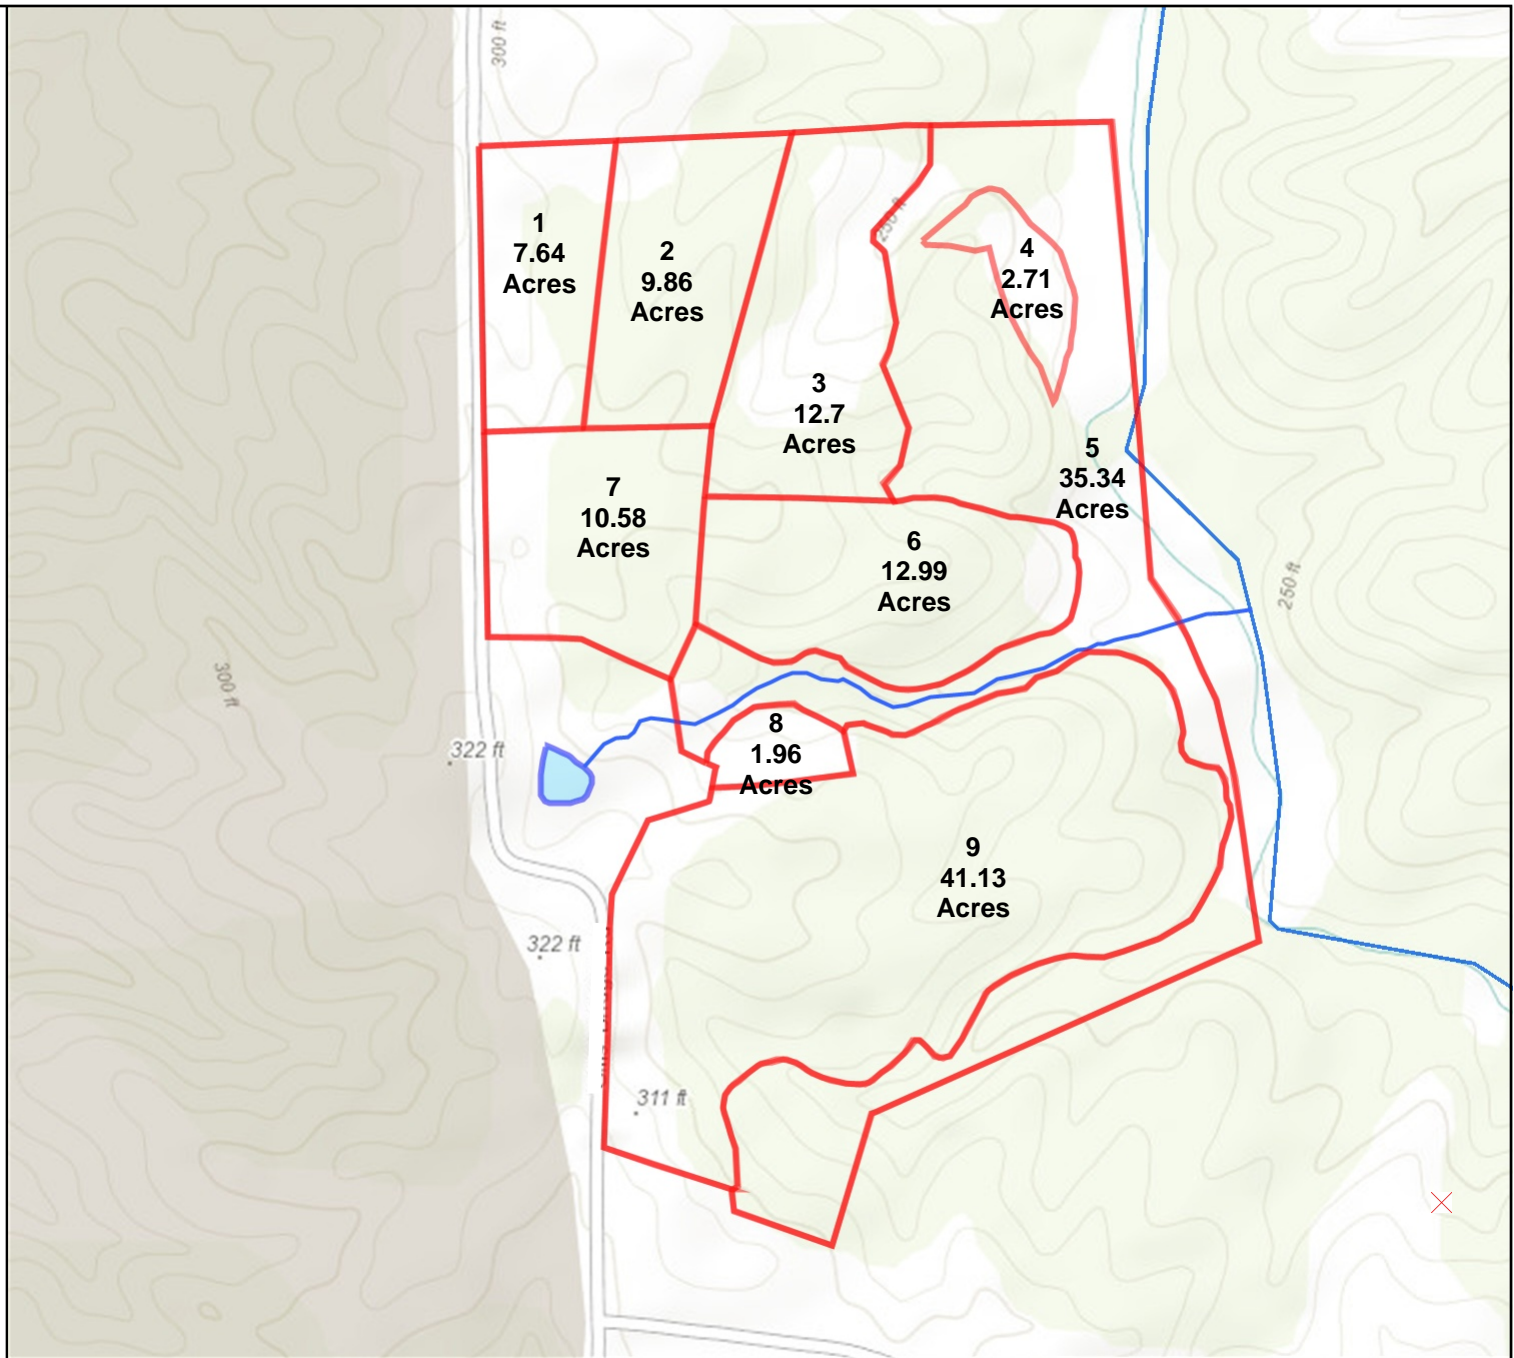 300 ft
1
7.64
Acres
2
9.86
Acres
250 ft
4
2.71
Acres
3
12.7
Acres
5
35.34
Acres
7
10.58
Acres
6
12.99
Acres
250 ft
300 ft
322 ft
8
1.96
Acres
9
41.13
Acres
322 ft
311 ft